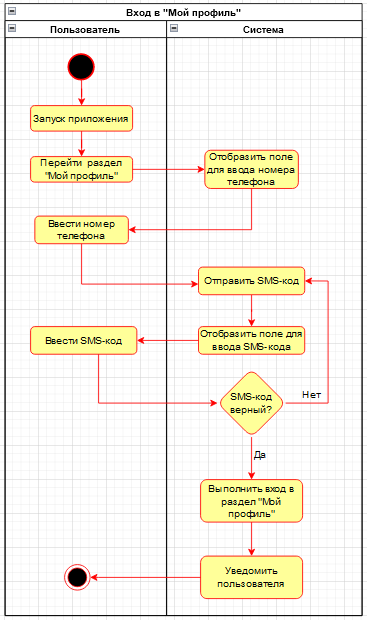 Вход в "Мой профиль"
Пользователь
Система
Запуск приложения
Перейти раздел
"Мой профиль"
Отобразить поле
для ввода номера
телефона
Ввести номер
телефона
Отправить SMS-код
Отобразить поле для
ввода SMS-кода
Ввести SMS-код
SMS-код
верный?
Нет
Да
Выполнить вход в
раздел "Мой
профиль"
Уведомить
пользователя